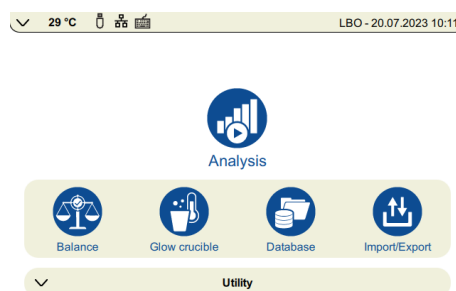 29 °C LBO - 20.07.2023 10:11
Analysis
Balance Glow crucible Database Import/Export
Utility